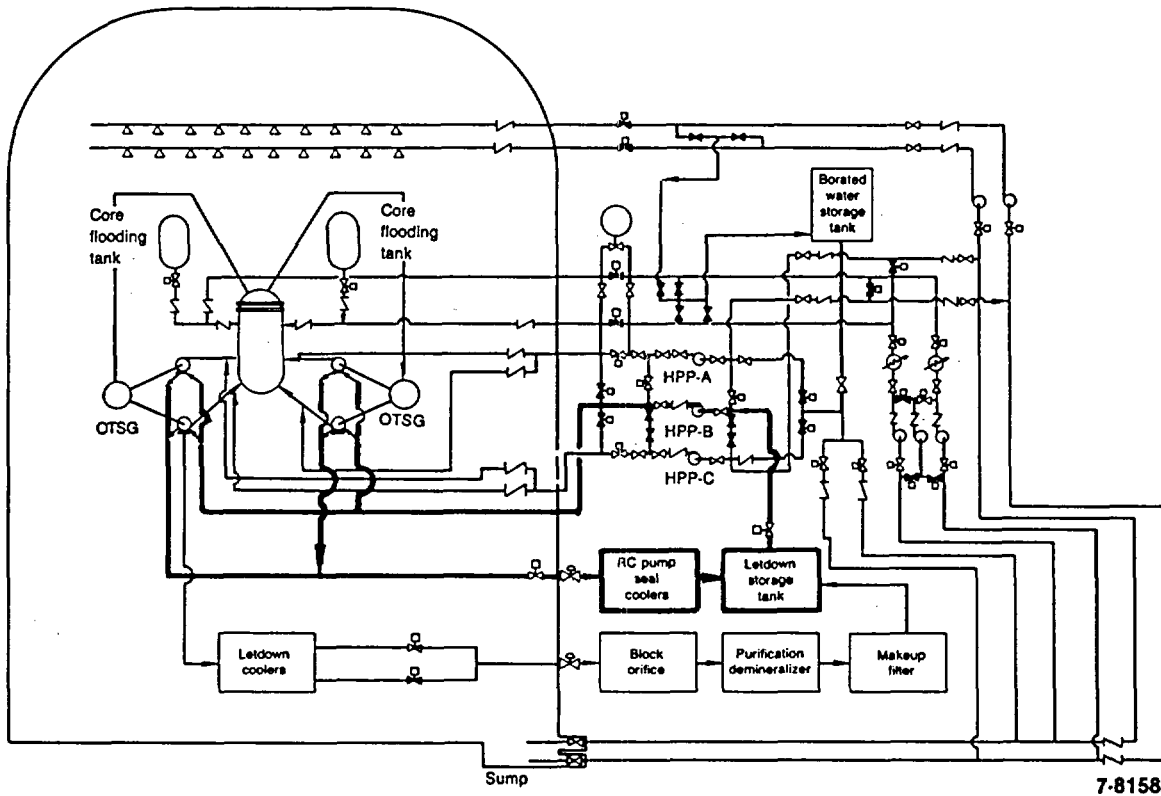 Borated
water
storage
tank
Core
flooding
tank
Core
flooding
tank
HPP-A
OTSG
OTSG
HPP-B
HPP-C
RC pump
seal
coolers
Letdown
storage
tank
Letdown
coolers
Block
orifice
Purification
demineralizer
Makeup
filter
Sump
7-8158